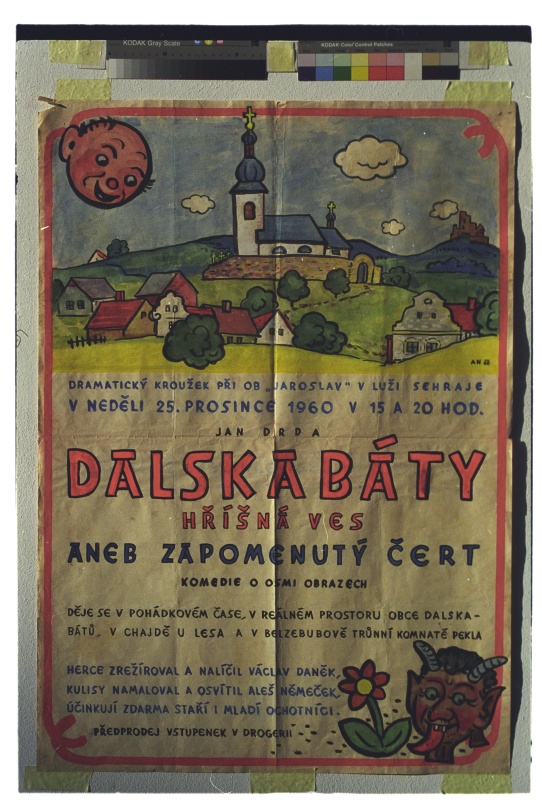 KODAK Gray Scale
KODAK Color Control Patches
DRAMATICKÝ KROUŽEK PŘI OB „JAROSLAV" V LUŽI SEHRAJE
V NEDĚLI 25. PROSINCE 1960 V 15 A 20 HOD.
JAN DRDA
DALSKABÁTY
HŘÍŠNÁ VES
ANEB ZAPOMENUTÝ ČERT
KOMEDIE O OSMI OBRAZECH
DĚJE SE V POHÁDKOVÉM ČASE, V REÁLNÉM PROSTORU OBCE DALSKA-
BÁTŮ, V CHAJDĚ U LESA A V BELZEBUBOVĚ TRŮNNÍ KOMNATĚ PEKLA
HERCE ZREŽÍROVAL A NALÍČIL VÁCLAV DANĚK,
KULISY NAMALOVAL A OSVÍTIL ALEŠ NĚMEČEK,
ÚČINKUJÍ ZDARMA STAŘÍ I MLADÍ OCHOTNÍCI.
PŘEDPRODEJ VSTUPENEK V DROGERII